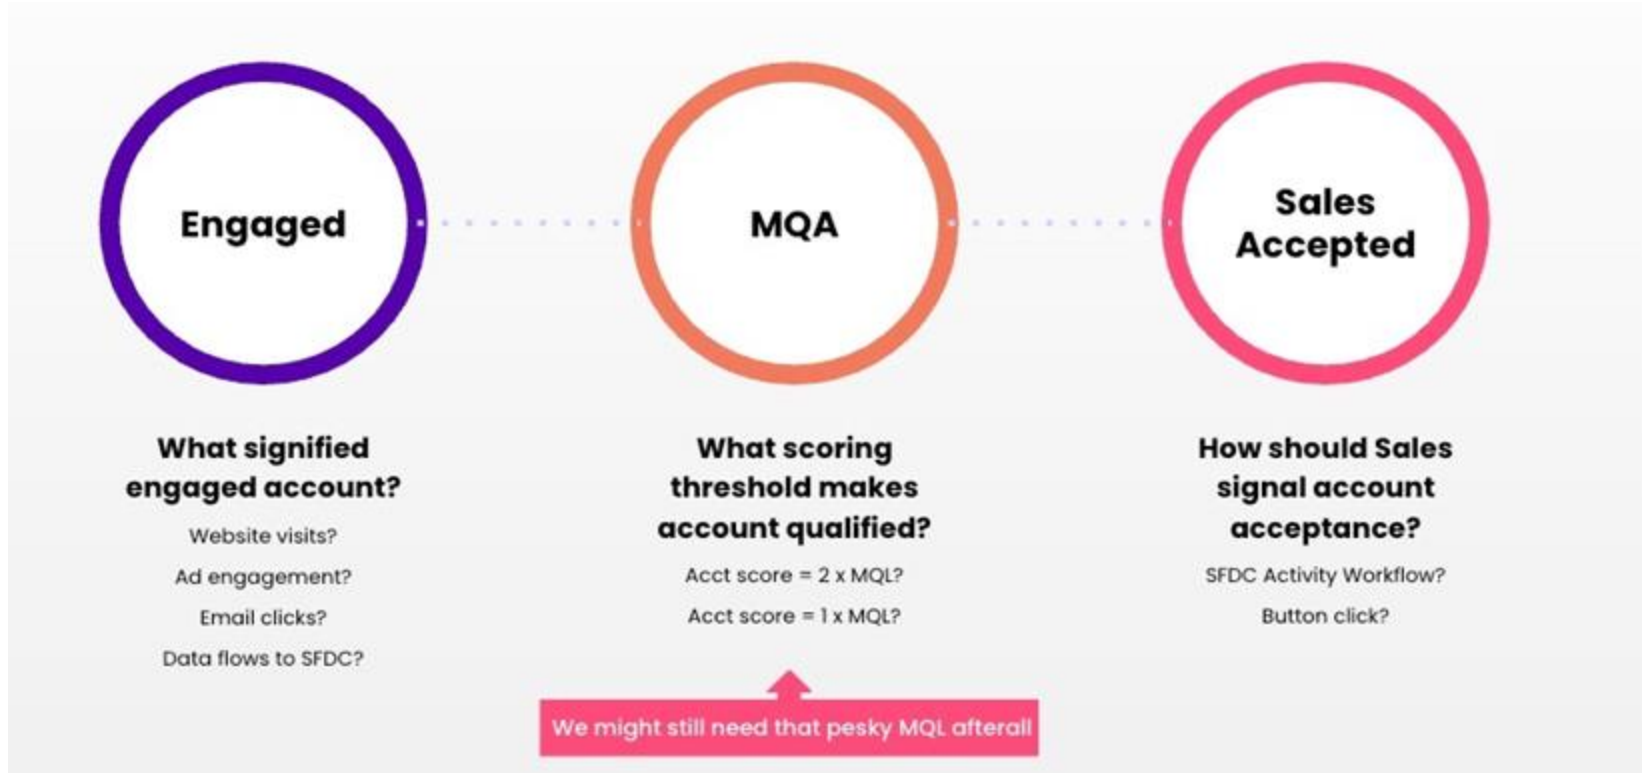 Engaged
MQA
Sales
Accepted
What signified
engaged account?
Website visits?
Ad engagement?
Email clicks?
Data flows to SFDC?
What scoring
threshold makes
account qualified?
Acct score = 2 x MQL?
Acct score = 1 x MQL?
We might still need that pesky MQL afterall
How should Sales
signal account
acceptance?
SFDC Activity Workflow?
Button click?